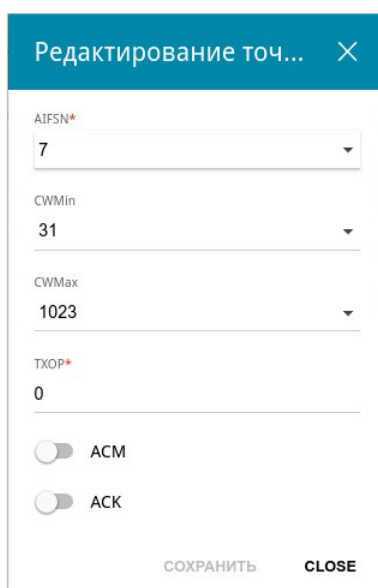 Редактирование точ...
AIFSN*
7
CWMin
31
CWMax
1023
TXOP*
0
ACM
ACK
СОХРАНИТЬ CLOSE